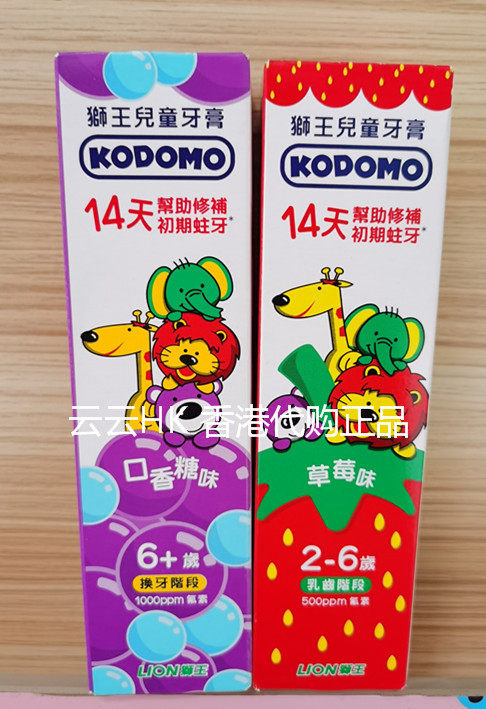 獅王兒童牙膏
KODOMO
14天幫助修補
初期蛀牙*
口香糖味
6+歲
換牙階段
1000ppm 氟素
LION獅王
獅王兒童牙膏
KODOMO
14天幫助修補
初期蛀牙*
草莓味
2-6歲
乳齒階段
500ppm 氟素
LION獅王
云云HK 香港代购正品